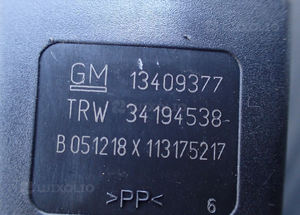 GM 13409377
TRW 34194538
B 051218 X 113175217
>PP< 6